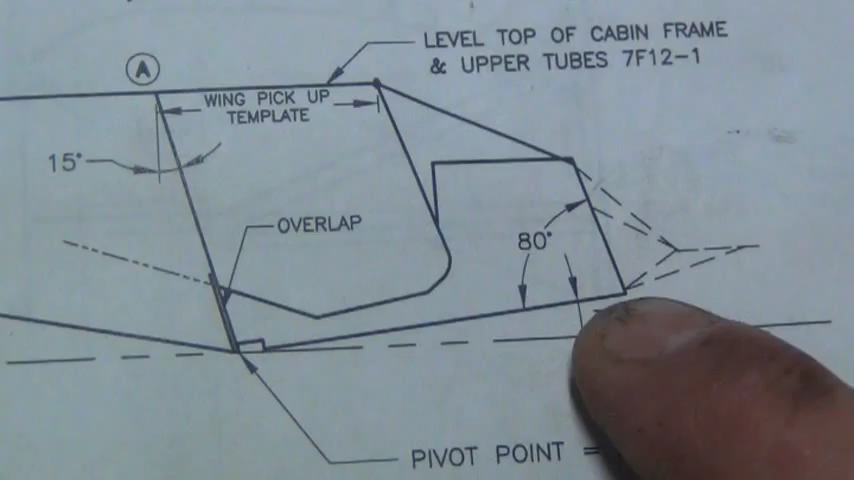 LEVEL TOP OF CABIN FRAME
& UPPER TUBES 7F12-1
A
WING PICK UP
TEMPLATE
15°
OVERLAP
80°
PIVOT POINT =